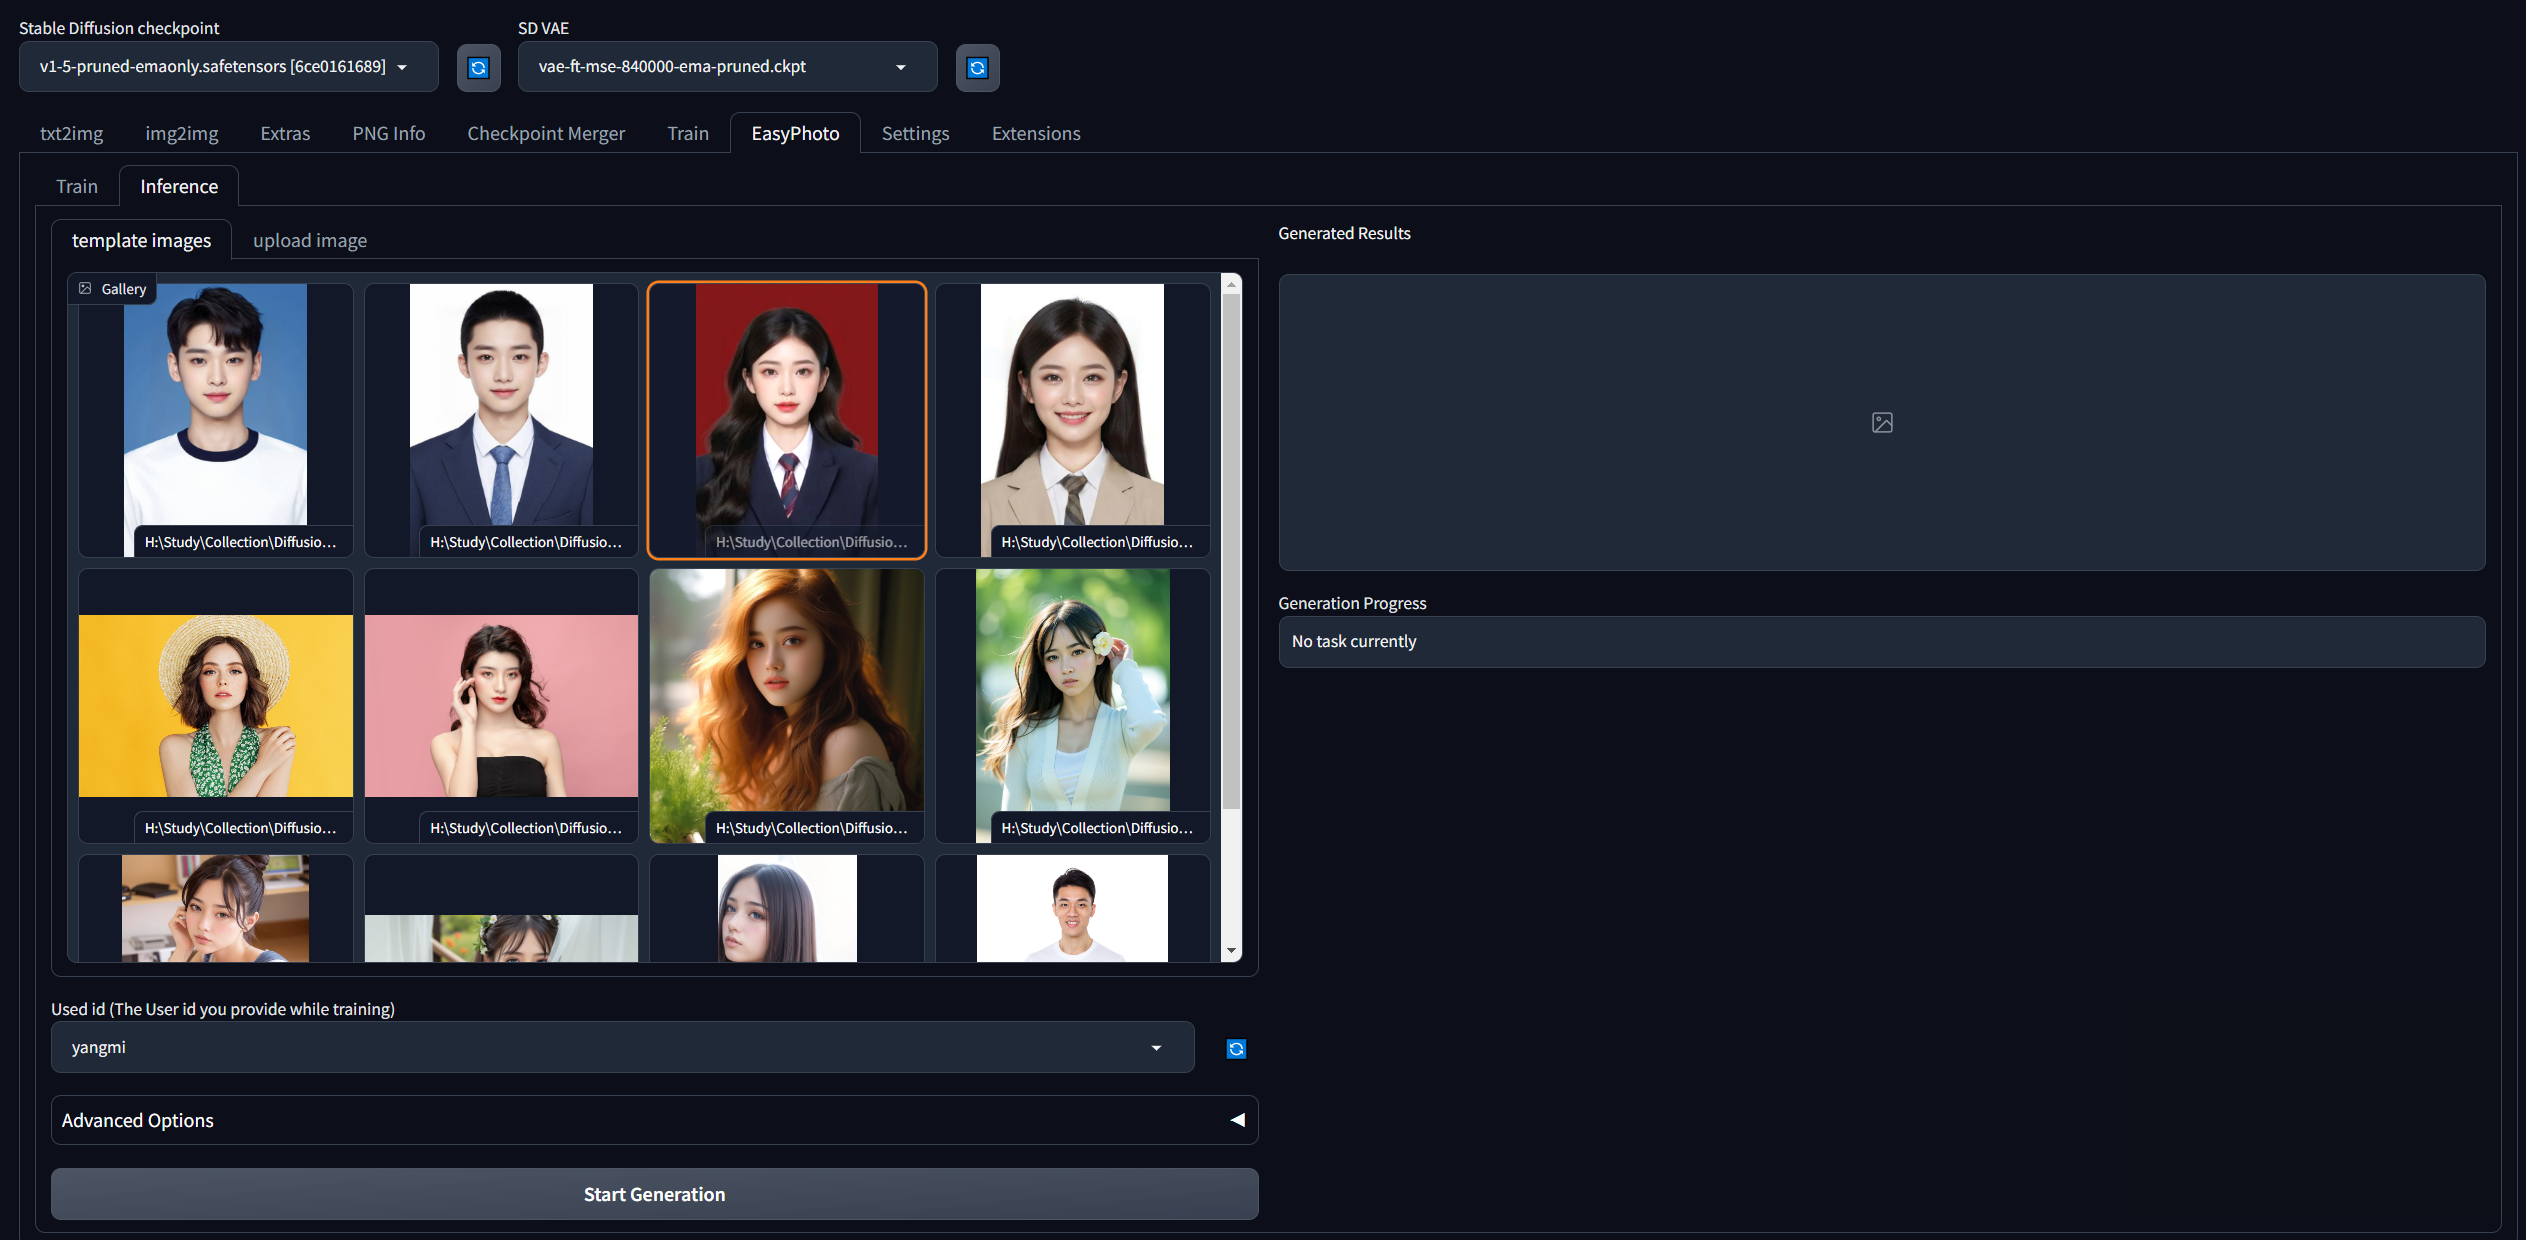 Stable Diffusion checkpoint
SD VAE
v1-5-pruned-emaonly.safetensors [6ce0161689]
vae-ft-mse-840000-ema-pruned.ckpt
txt2img
img2img
Extras
PNG Info
Checkpoint Merger
Train
EasyPhoto
Settings
Extensions
Train
Inference
template images
upload image
Gallery
H:\Study\Collection\Diffusio...
H:\Study\Collection\Diffusio...
H:\Study\Collection\Diffusio...
H:\Study\Collection\Diffusio...
H:\Study\Collection\Diffusio...
H:\Study\Collection\Diffusio...
H:\Study\Collection\Diffusio...
H:\Study\Collection\Diffusio...
Used id (The User id you provide while training)
yangmi
Advanced Options
Start Generation
Generated Results
Generation Progress
No task currently